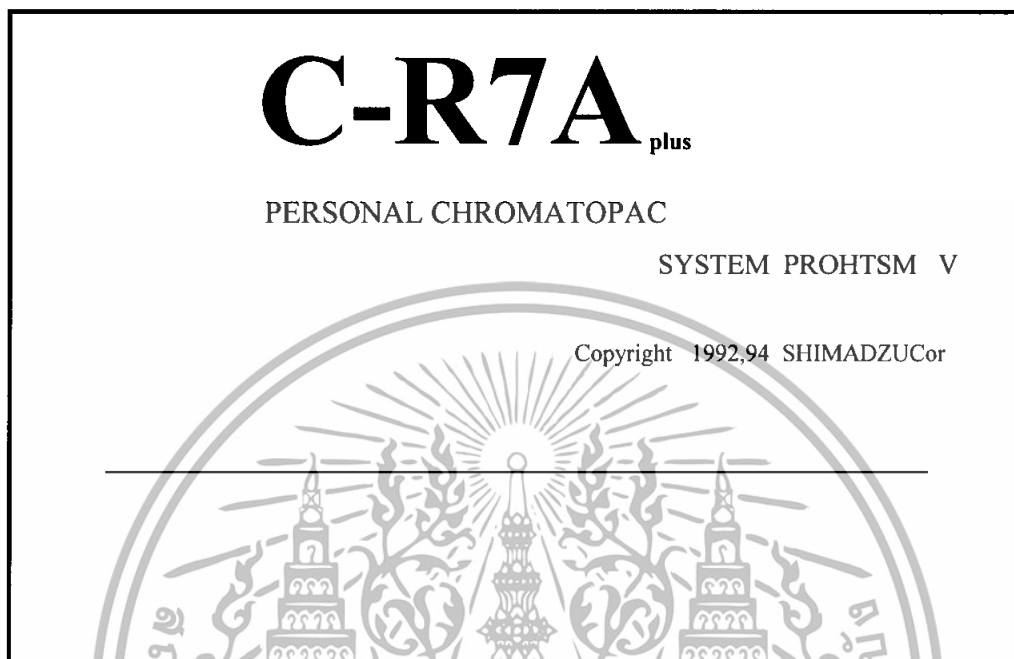 C-R7A plus
PERSONAL CHROMATOPAC
SYSTEM PROHTSM V
Copyright 1992,94 SHIMADZUCor